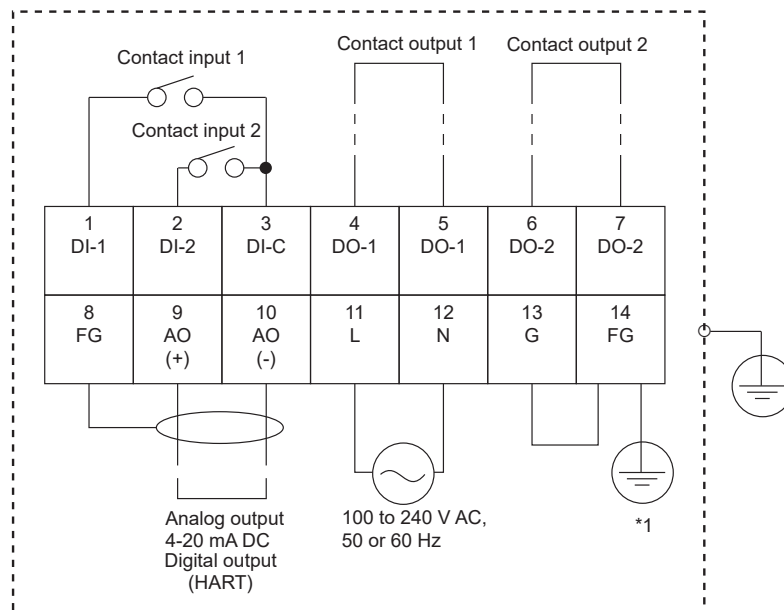 Contact input 1
Contact output 1
Contact output 2
Contact input 2
1 2 3 4 5 6 7
DI-1 DI-2 DI-C DO-1 DO-1 DO-2 DO-2
8 9 10 11 12 13 14
FG AO AO L N G FG
(+) (-)
Analog output
4-20 mA DC
Digital output
(HART)
100 to 240 V AC,
50 or 60 Hz
*1